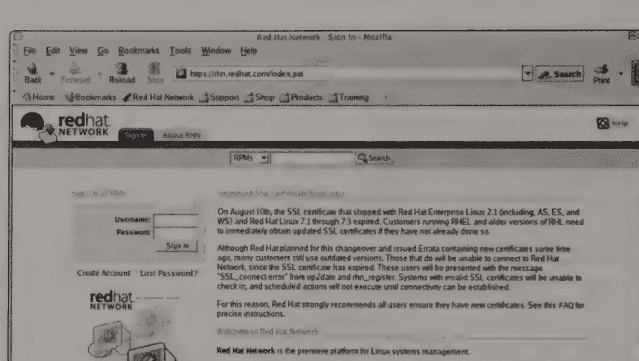 Red Hat Network Sign In - Mozilla
File Edit View Go Bookmarks Tools Window Help
Back Forward Reload Stop https://rhn.redhat.com/index.pxt Search Print
Home Bookmarks Red Hat Network Support Shop Products Training
redhat
NETWORK Sign In About RHN Help
RPMs Search
Username:
Password:
Sign In
Create Account Lost Password?
redhat
NETWORK
On August 10th, the SSL certificate that shipped with Red Hat Enterprise Linux 2.1 (including, AS, ES, and
WS) and Red Hat Linux 7.1 through 7.3 expired. Customers running RHEL and older versions of RHL need
to immediately obtain updated SSL certificates if they have not already done so.
Although Red Hat planned for this changeover and issued Errata containing new certificates some time
ago, many customers still use outdated versions. Those that do will be unable to connect to Red Hat
Network, since the SSL certificate has expired. These users will be presented with the message
"SSL_connect error" from up2date and rhn_register. Systems with invalid SSL certificates will be unable to
check in, and scheduled actions will not execute until connectivity can be established.
For this reason, Red Hat strongly recommends all users ensure they have new certificates. See this FAQ for
precise instructions.
Welcome to Red Hat Network
Red Hat Network is the premiere platform for Linux systems management.